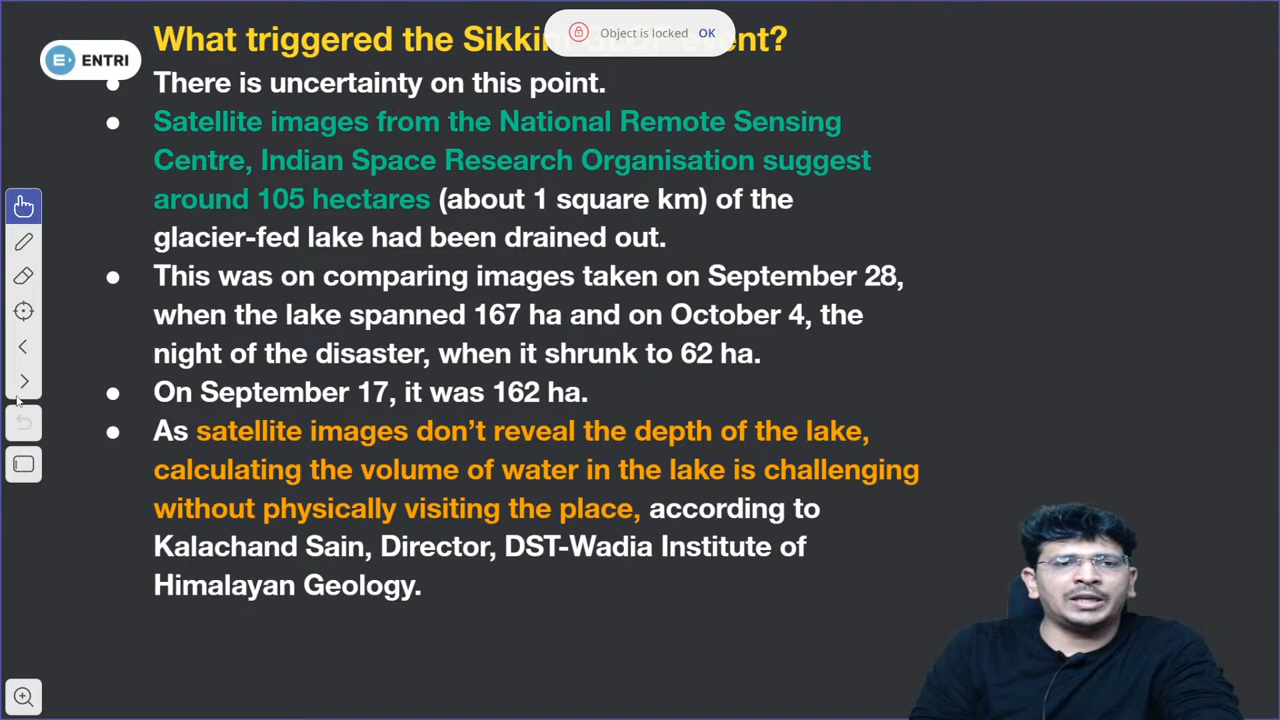 What triggered the Sikkim GLOF event?
Object is locked OK
ENTRI
There is uncertainty on this point.
Satellite images from the National Remote Sensing
Centre, Indian Space Research Organisation suggest
around 105 hectares (about 1 square km) of the
glacier-fed lake had been drained out.
This was on comparing images taken on September 28,
when the lake spanned 167 ha and on October 4, the
night of the disaster, when it shrunk to 62 ha.
On September 17, it was 162 ha.
As satellite images don’t reveal the depth of the lake,
calculating the volume of water in the lake is challenging
without physically visiting the place, according to
Kalachand Sain, Director, DST-Wadia Institute of
Himalayan Geology.